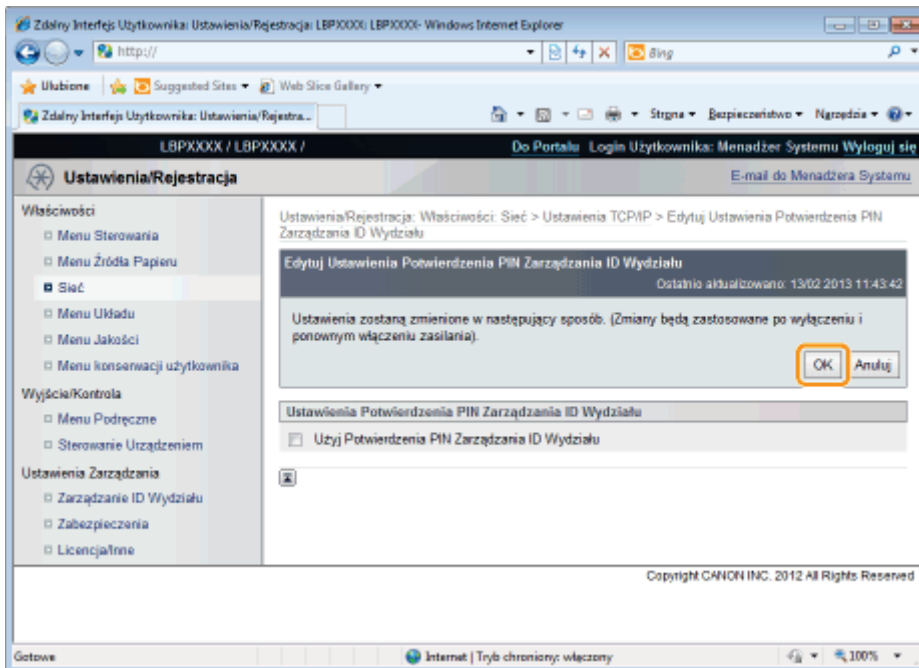 Zdalny Interfejs Użytkownika: Ustawienia/Rejestracja: LBPXXXX: LBPXXXX- Windows Internet Explorer
http://
Bing
Ulubione Suggested Sites Web Slice Gallery
Zdalny Interfejs Użytkownika: Ustawienia/Rejestra... Strona Bezpieczeństwo Narzędzia
LBPXXXX / LBPXXXX / Do Portalu Login Użytkownika: Menadżer Systemu Wyloguj się
Ustawienia/Rejestracja E-mail do Menadżera Systemu
Właściwości
Menu Sterowania
Menu Źródła Papieru
Sieć
Menu Układu
Menu Jakości
Menu konserwacji użytkownika
Wyjście/Kontrola
Menu Podręczne
Sterowanie Urządzeniem
Ustawienia Zarządzania
Zarządzanie ID Wydziału
Zabezpieczenia
Licencja/Inne
Ustawienia/Rejestracja: Właściwości: Sieć > Ustawienia TCP/IP > Edytuj Ustawienia Potwierdzenia PIN
Zarządzania ID Wydziału
Edytuj Ustawienia Potwierdzenia PIN Zarządzania ID Wydziału
Ostatnio aktualizowano: 13/02 2013 11:43:42
Ustawienia zostaną zmienione w następujący sposób. (Zmiany będą zastosowane po wyłączeniu i
ponownym włączeniu zasilania).
OK Anuluj
Ustawienia Potwierdzenia PIN Zarządzania ID Wydziału
Użyj Potwierdzenia PIN Zarządzania ID Wydziału
Copyright CANON INC. 2012 All Rights Reserved
Gotowe Internet | Tryb chroniony: włączony 100%